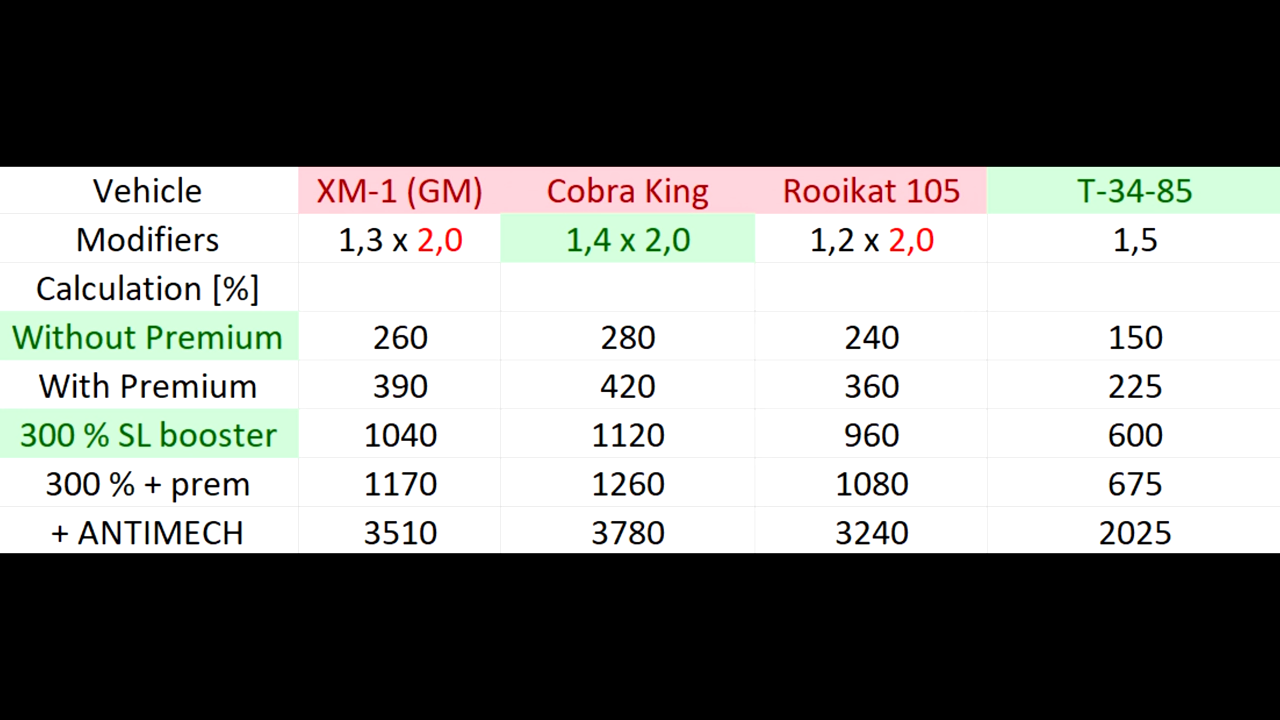 Vehicle XM-1 (GM) Cobra King Rooikat 105 T-34-85
Modifiers 1,3 x 2,0 1,4 x 2,0 1,2 x 2,0 1,5
Calculation [%]
Without Premium 260 280 240 150
With Premium 390 420 360 225
300 % SL booster 1040 1120 960 600
300 % + prem 1170 1260 1080 675
+ ANTIMECH 3510 3780 3240 2025